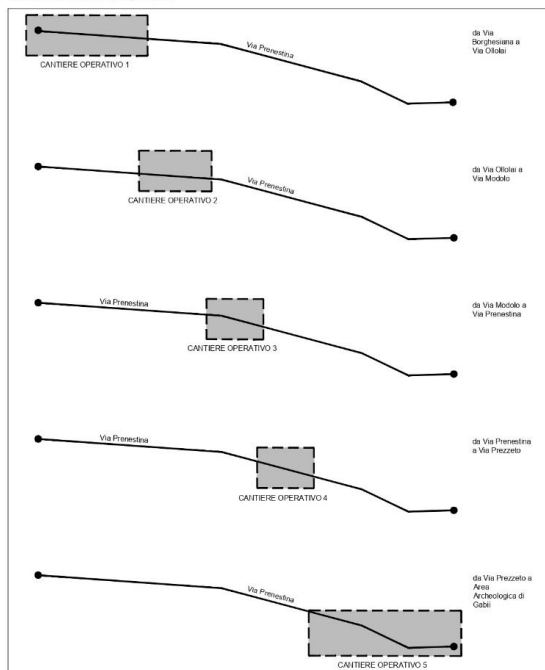 da Via
Borghesiana a
Via Ollolai
Via Prenestina
CANTIERE OPERATIVO 1
da Via Ollolai a
Via Modolo
Via Prenestina
CANTIERE OPERATIVO 2
Via Prenestina
da Via Modolo a
Via Prenestina
CANTIERE OPERATIVO 3
Via Prenestina
da Via Prenestina
a Via Prezzeto
CANTIERE OPERATIVO 4
da Via Prezzeto a
Area
Archeologica di
Gabii
Via Prenestina
CANTIERE OPERATIVO 5